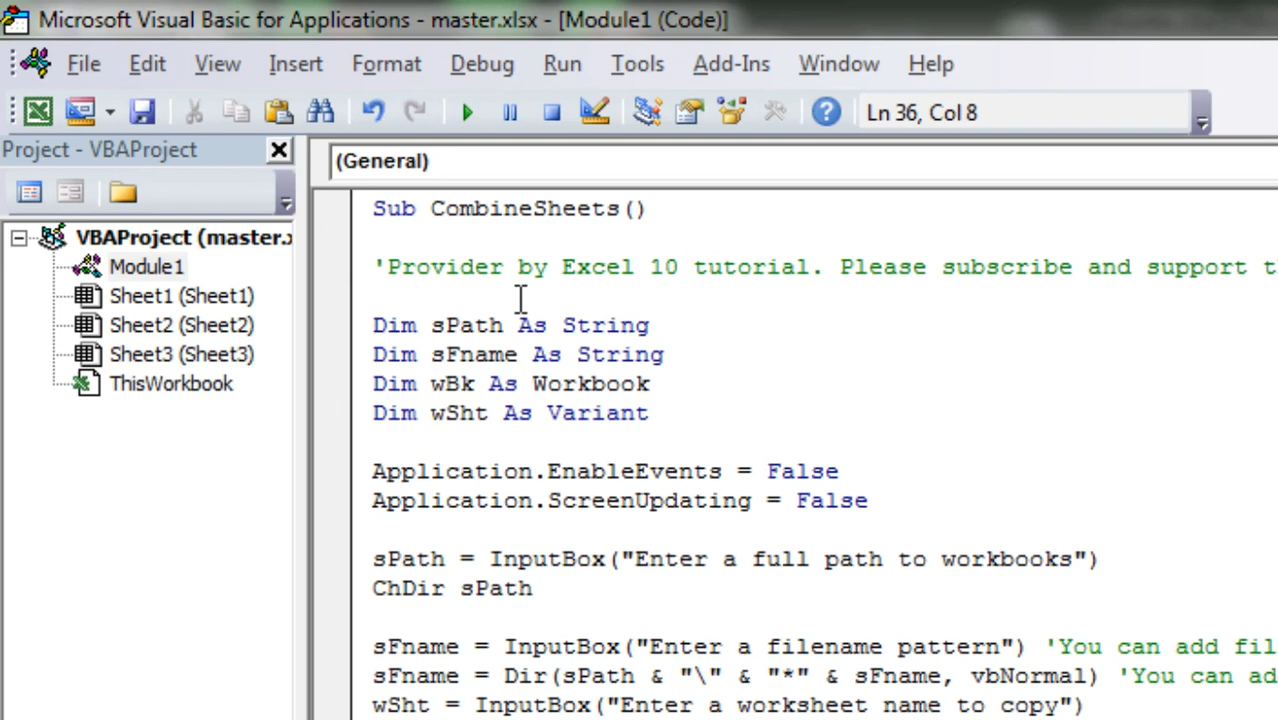 Microsoft Visual Basic for Applications - master.xlsx - [Module1 (Code)]
File Edit View Insert Format Debug Run Tools Add-Ins Window Help
Ln 36, Col 8
Project - VBAProject
(General)
VBAProject (master.x
Module1
Sheet1 (Sheet1)
Sheet2 (Sheet2)
Sheet3 (Sheet3)
ThisWorkbook
Sub CombineSheets()
'Provider by Excel 10 tutorial. Please subscribe and support t
Dim sPath As String
Dim sFname As String
Dim wBk As Workbook
Dim wSht As Variant
Application.EnableEvents = False
Application.ScreenUpdating = False
sPath = InputBox("Enter a full path to workbooks")
ChDir sPath
sFname = InputBox("Enter a filename pattern") 'You can add fil
sFname = Dir(sPath & "\" & "*" & sFname, vbNormal) 'You can ad
wSht = InputBox("Enter a worksheet name to copy")